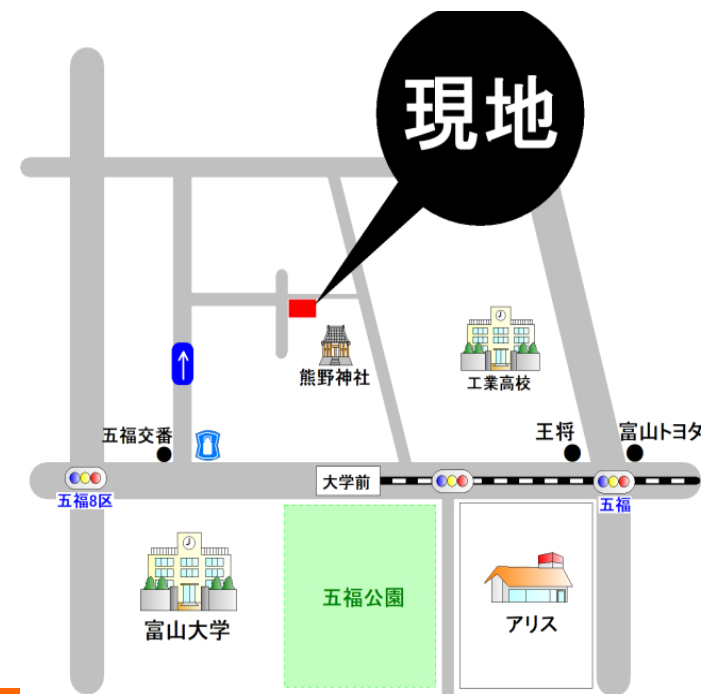 現地
熊野神社
工業高校
五福交番
王将
富山トヨタ
大学前
五福8区
五福
富山大学
五福公園
アリス